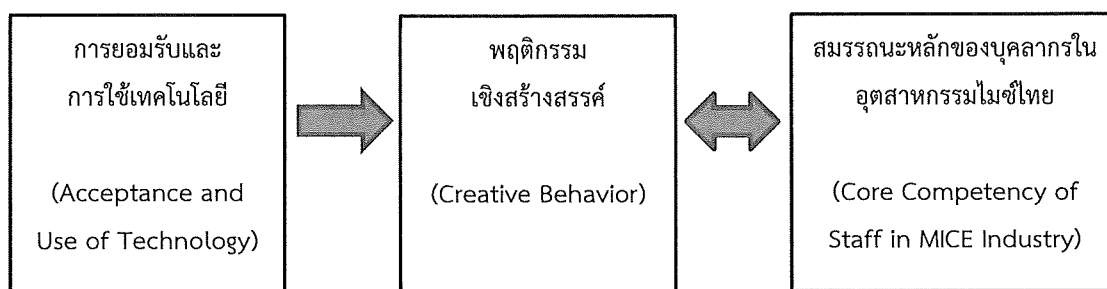 การยอมรับและ
การใช้เทคโนโลยี
(Acceptance and
Use of Technology)
พฤติกรรม
เชิงสร้างสรรค์
(Creative Behavior)
สมรรถนะหลักของบุคลากรใน
อุตสาหกรรมไมซ์ไทย
(Core Competency of
Staff in MICE Industry)